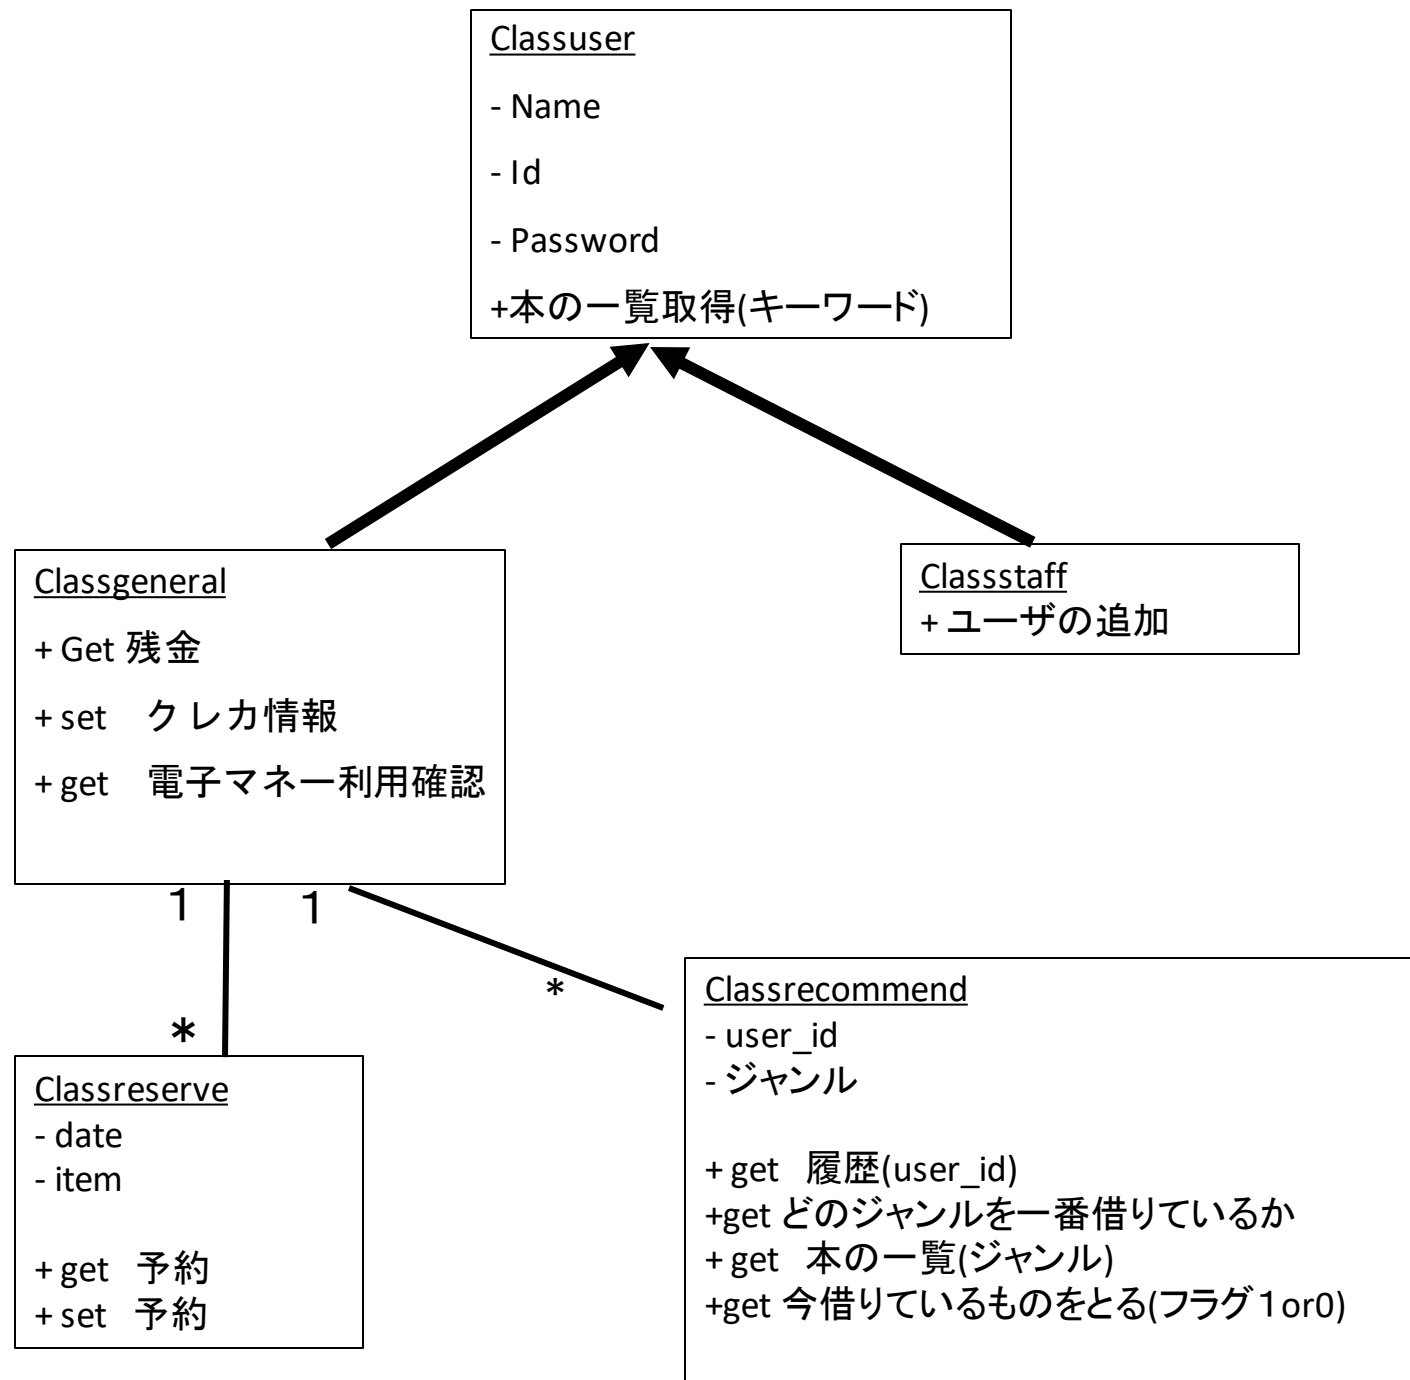 Classuser
- Name
- Id
- Password
+本の一覧取得(キーワード)
Classgeneral
+ Get 残金
+ set　クレカ情報
+ get　電子マネー利用確認
Classstaff
+ ユーザの追加
1
1
*
*
Classreserve
- date
- item
+ get 予約
+ set 予約
Classrecommend
- user_id
- ジャンル
+ get 履歴(user_id)
+get どのジャンルを一番借りているか
+ get 本の一覧(ジャンル)
+get 今借りているものをとる(フラグ１or0)